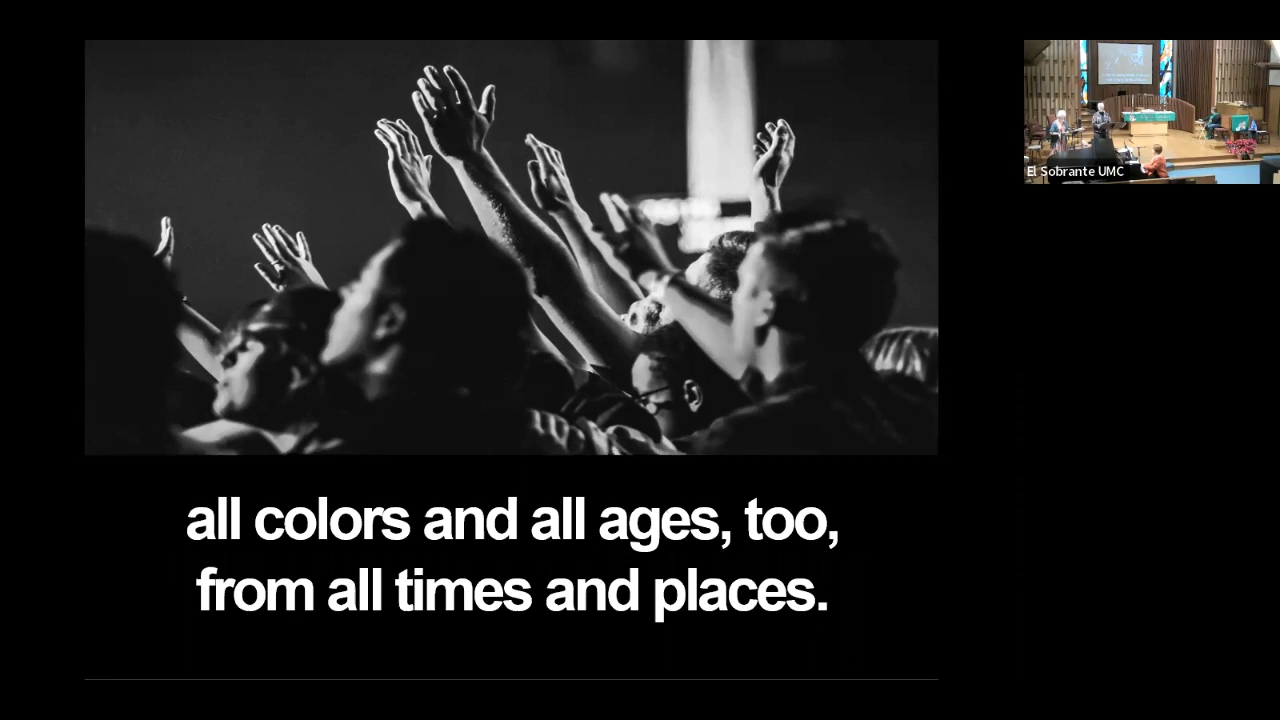 all colors and all ages, too,
from all times and places.
El Sobrante UMC